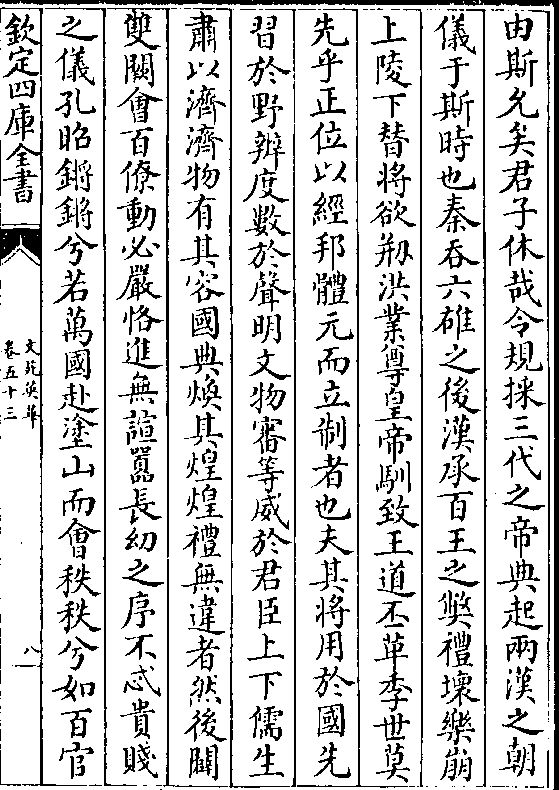 由斯允矣君子休哉令規採三代之帝典起兩漢之朝
儀于斯時也秦吞六雄之後漢承百王之獘禮壞樂崩
上陵下替將欲剏洪業尊皇帝馴致王道丕革季世莫
先乎正位以經邦體元而立制者也夫其將用於國先
習於野辨度數於聲明文物審等威於君臣上下儒生
肅以濟濟物有其容國典煥其煌煌禮無違者然後闢
雙闕會百僚動必嚴恪進無諠嚻長幼之序不忒貴賤
之儀孔昭鏘鏘兮若萬國赴塗山而會秩秩兮如百官
欽定四庫全書
文苑英華
卷五十三
八